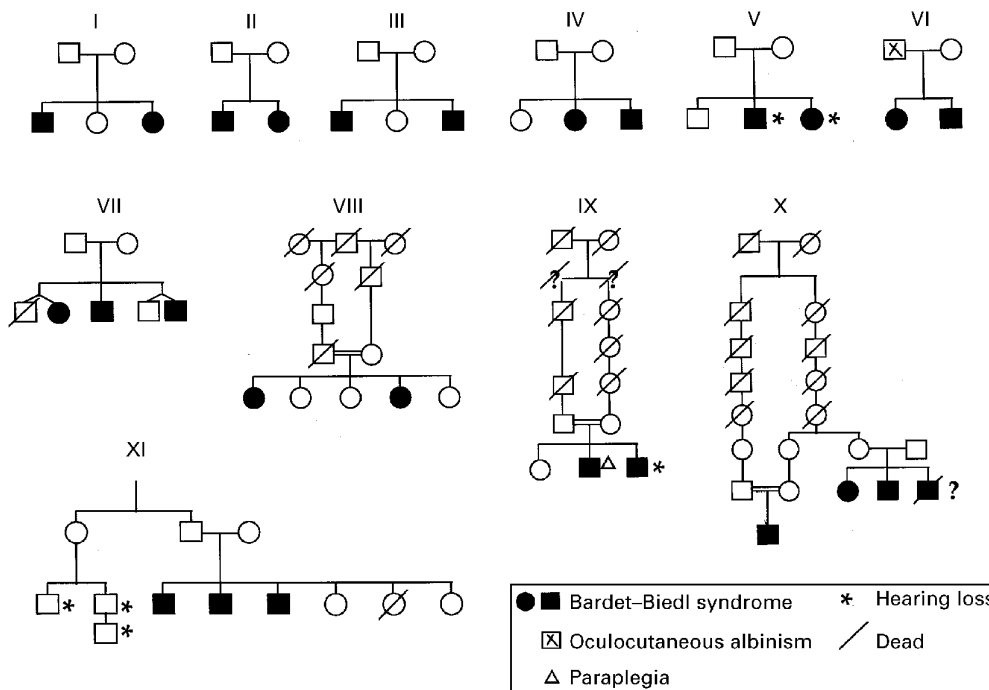 I II III IV V VI
* *
VII VIII IX X
? ?
*
?
XI
* *
*
Bardet–Biedl syndrome * Hearing loss
X Oculocutaneous albinism Dead
Paraplegia